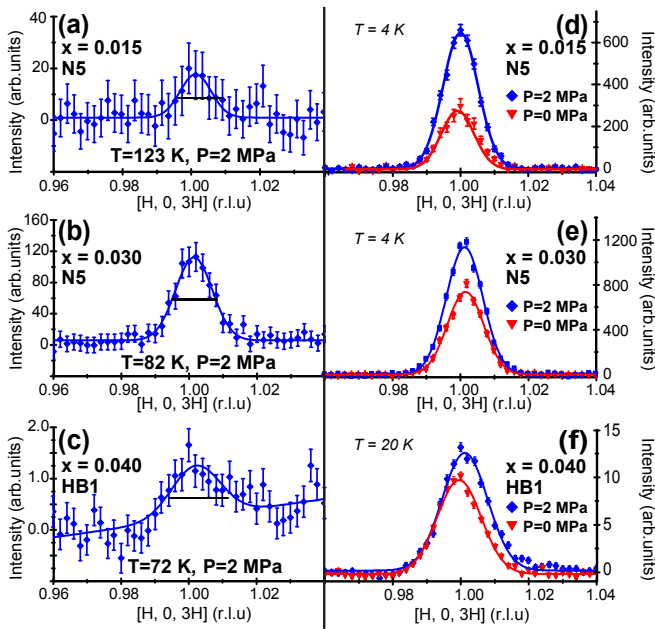 (a)
x = 0.015
N5
T=123 K, P=2 MPa
Intensity (arb.units)
40
20
0
0.96 0.98 1.00 1.02
[H, 0, 3H] (r.l.u)
(d)
T = 4 K
x = 0.015
N5
P=2 MPa
P=0 MPa
Intensity (arb.units)
600
400
200
0
0.98 1.00 1.02 1.04
[H, 0, 3H] (r.l.u)
(b)
x = 0.030
N5
T=82 K, P=2 MPa
Intensity (arb.units)
160
120
80
40
0
0.96 0.98 1.00 1.02
[H, 0, 3H] (r.l.u)
(e)
T = 4 K
x = 0.030
N5
P=2 MPa
P=0 MPa
Intensity (arb.units)
1200
800
400
0
0.98 1.00 1.02 1.04
[H, 0, 3H] (r.l.u)
(c)
x = 0.040
HB1
T=72 K, P=2 MPa
Intensity (arb.units)
2.0
1.0
0.0
0.96 0.98 1.00 1.02
[H, 0, 3H] (r.l.u)
(f)
T = 20 K
x = 0.040
HB1
P=2 MPa
P=0 MPa
Intensity (arb.units)
15
10
5
0
0.98 1.00 1.02 1.04
[H, 0, 3H] (r.l.u)